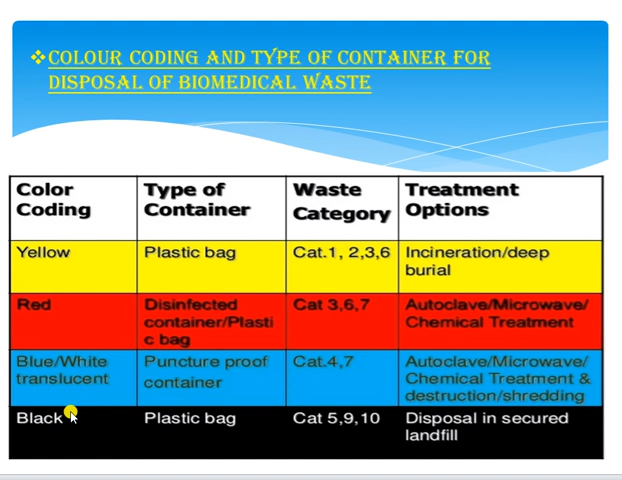 ❖COLOUR CODING AND TYPE OF CONTAINER FOR
DISPOSAL OF BIOMEDICAL WASTE
Color Coding | Type of Container | Waste Category | Treatment Options
Yellow | Plastic bag | Cat.1, 2,3,6 | Incineration/deep burial
Red | Disinfected container/Plastic bag | Cat 3,6,7 | Autoclave/Microwave/Chemical Treatment
Blue/White translucent | Puncture proof container | Cat.4,7 | Autoclave/Microwave/Chemical Treatment & destruction/shredding
Black | Plastic bag | Cat 5,9,10 | Disposal in secured landfill